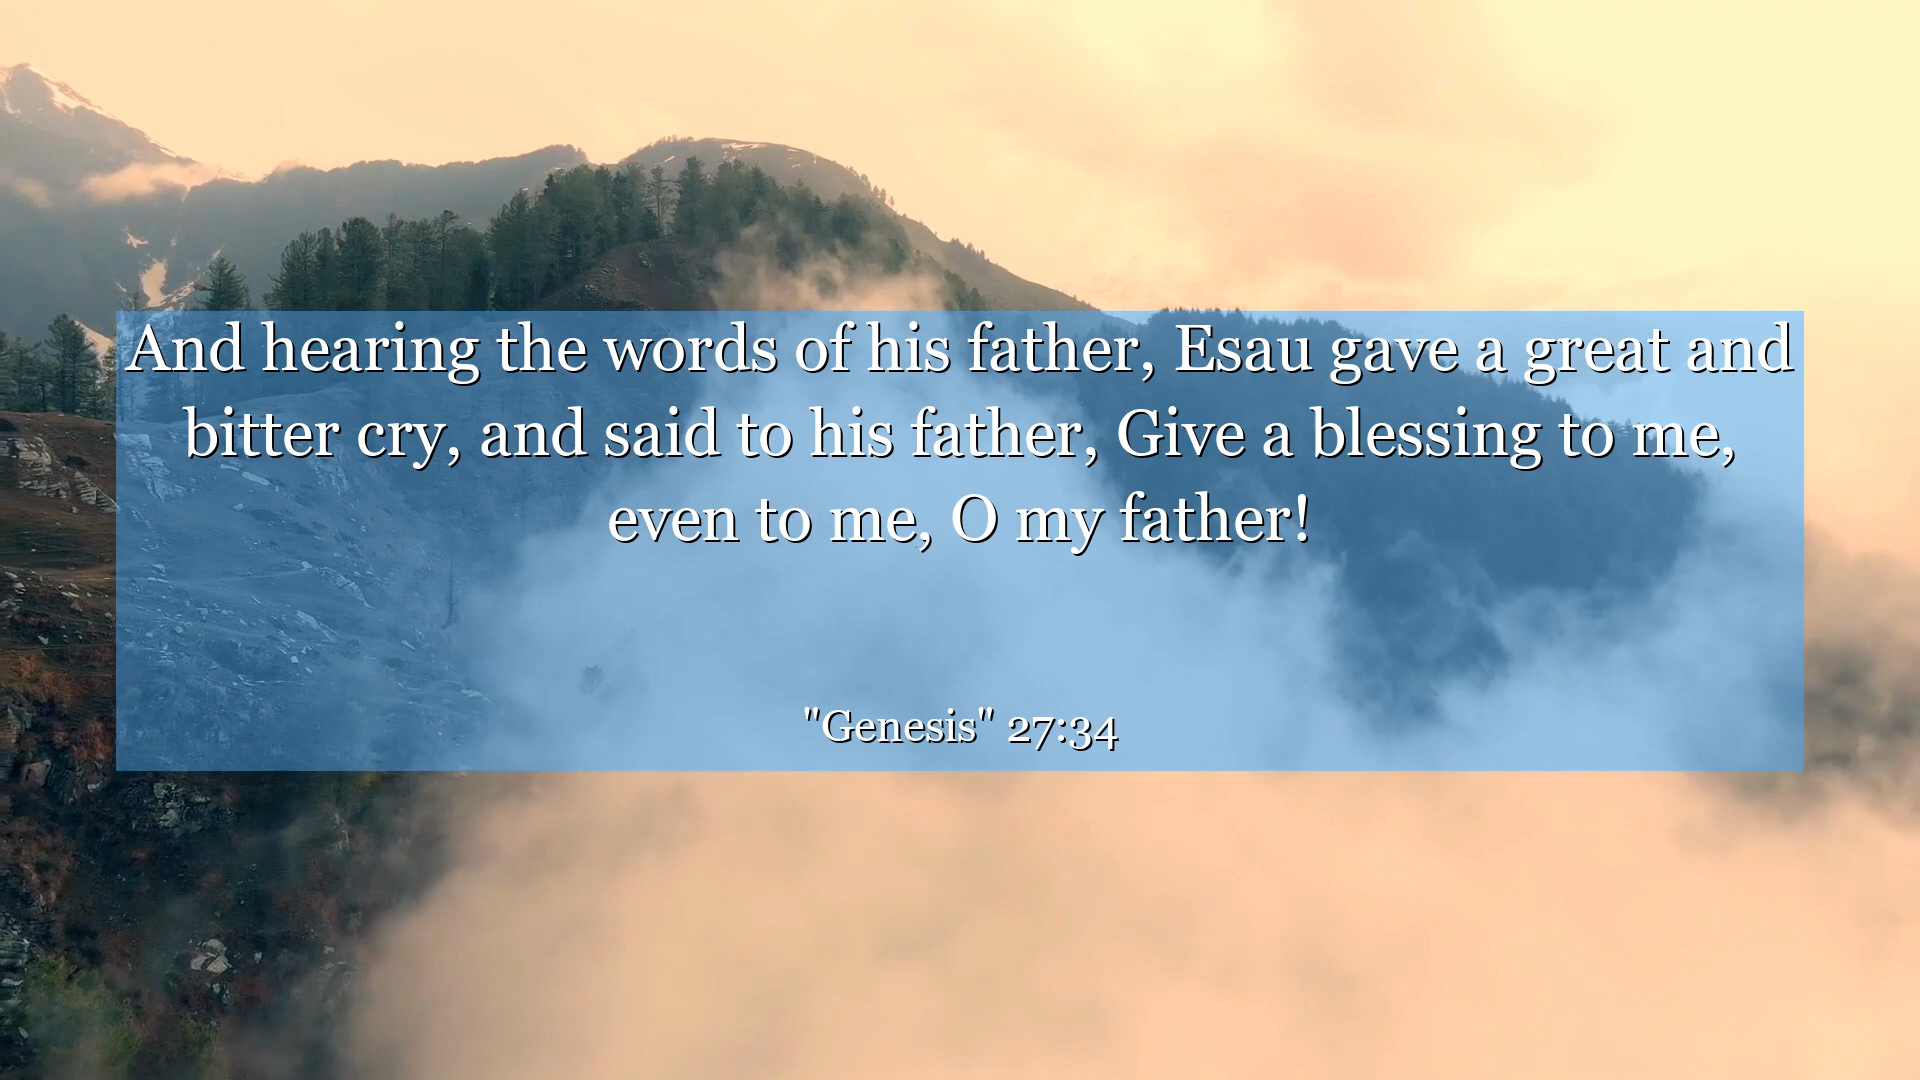 And hearing the words of his father, Esau gave a great and
bitter cry, and said to his father, Give a blessing to me,
even to me, O my father!
"Genesis" 27:34